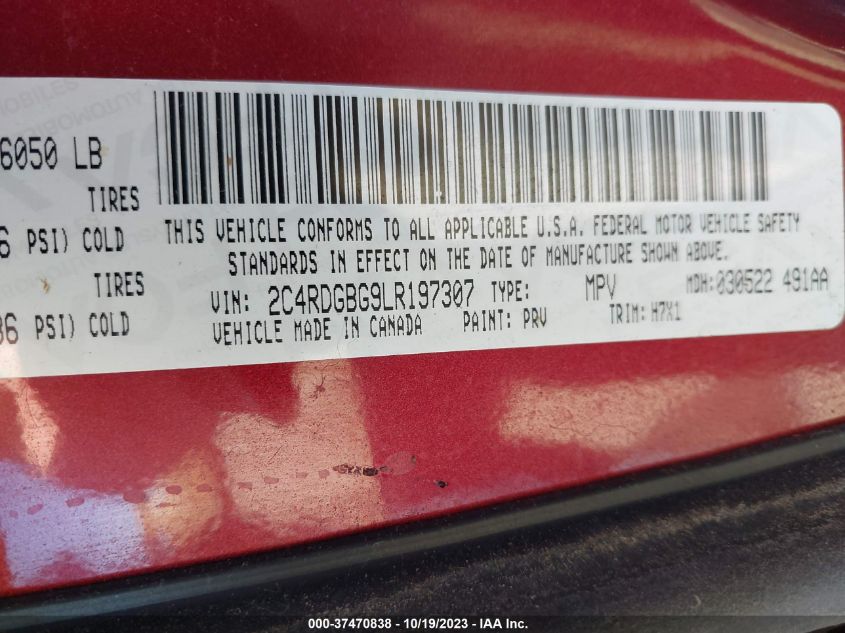 6050 LB
TIRES
6 PSI) COLD
TIRES
36 PSI) COLD
THIS VEHICLE CONFORMS TO ALL APPLICABLE U.S.A. FEDERAL MOTOR VEHICLE SAFETY
STANDARDS IN EFFECT ON THE DATE OF MANUFACTURE SHOWN ABOVE.
VIN: 2C4RDGBG9LR197307 TYPE: MPV MDH:030522 491AA
VEHICLE MADE IN CANADA PAINT: PRV TRIM: H7X1
000-37470838 - 10/19/2023 - IAA Inc.